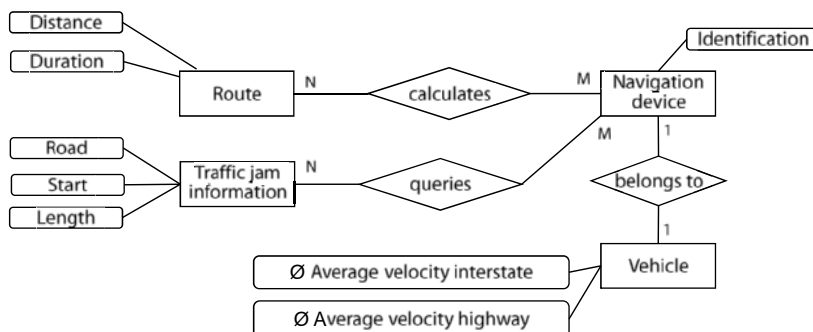 Distance
Duration
Identification
Route
N
calculates
M
Navigation
device
M
1
Road
Start
Length
Traffic jam
information
N
queries
belongs to
1
Ø Average velocity interstate
Vehicle
Ø Average velocity highway